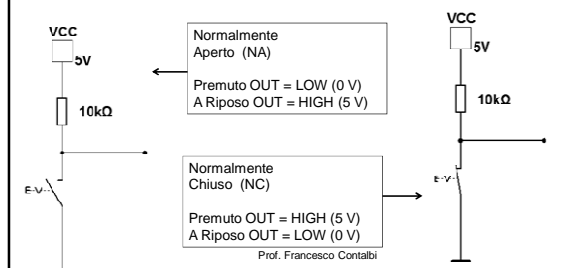 VCC
5V
10kΩ
E-V
Normalmente
Aperto (NA)
Premuto OUT = LOW (0 V)
A Riposo OUT = HIGH (5 V)
Normalmente
Chiuso (NC)
Premuto OUT = HIGH (5 V)
A Riposo OUT = LOW (0 V)
Prof. Francesco Contalbi
VCC
5V
10kΩ
E-V